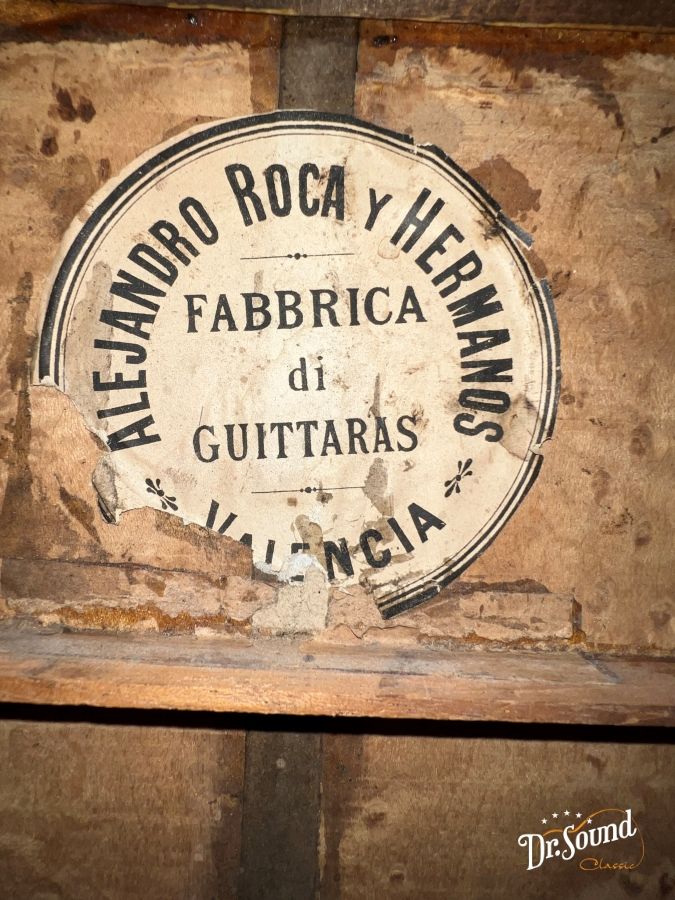 ALEJANDRO ROCA Y HERMANOS
FABBRICA
di
GUITTARAS
VALENCIA
Dr.Sound
Classic